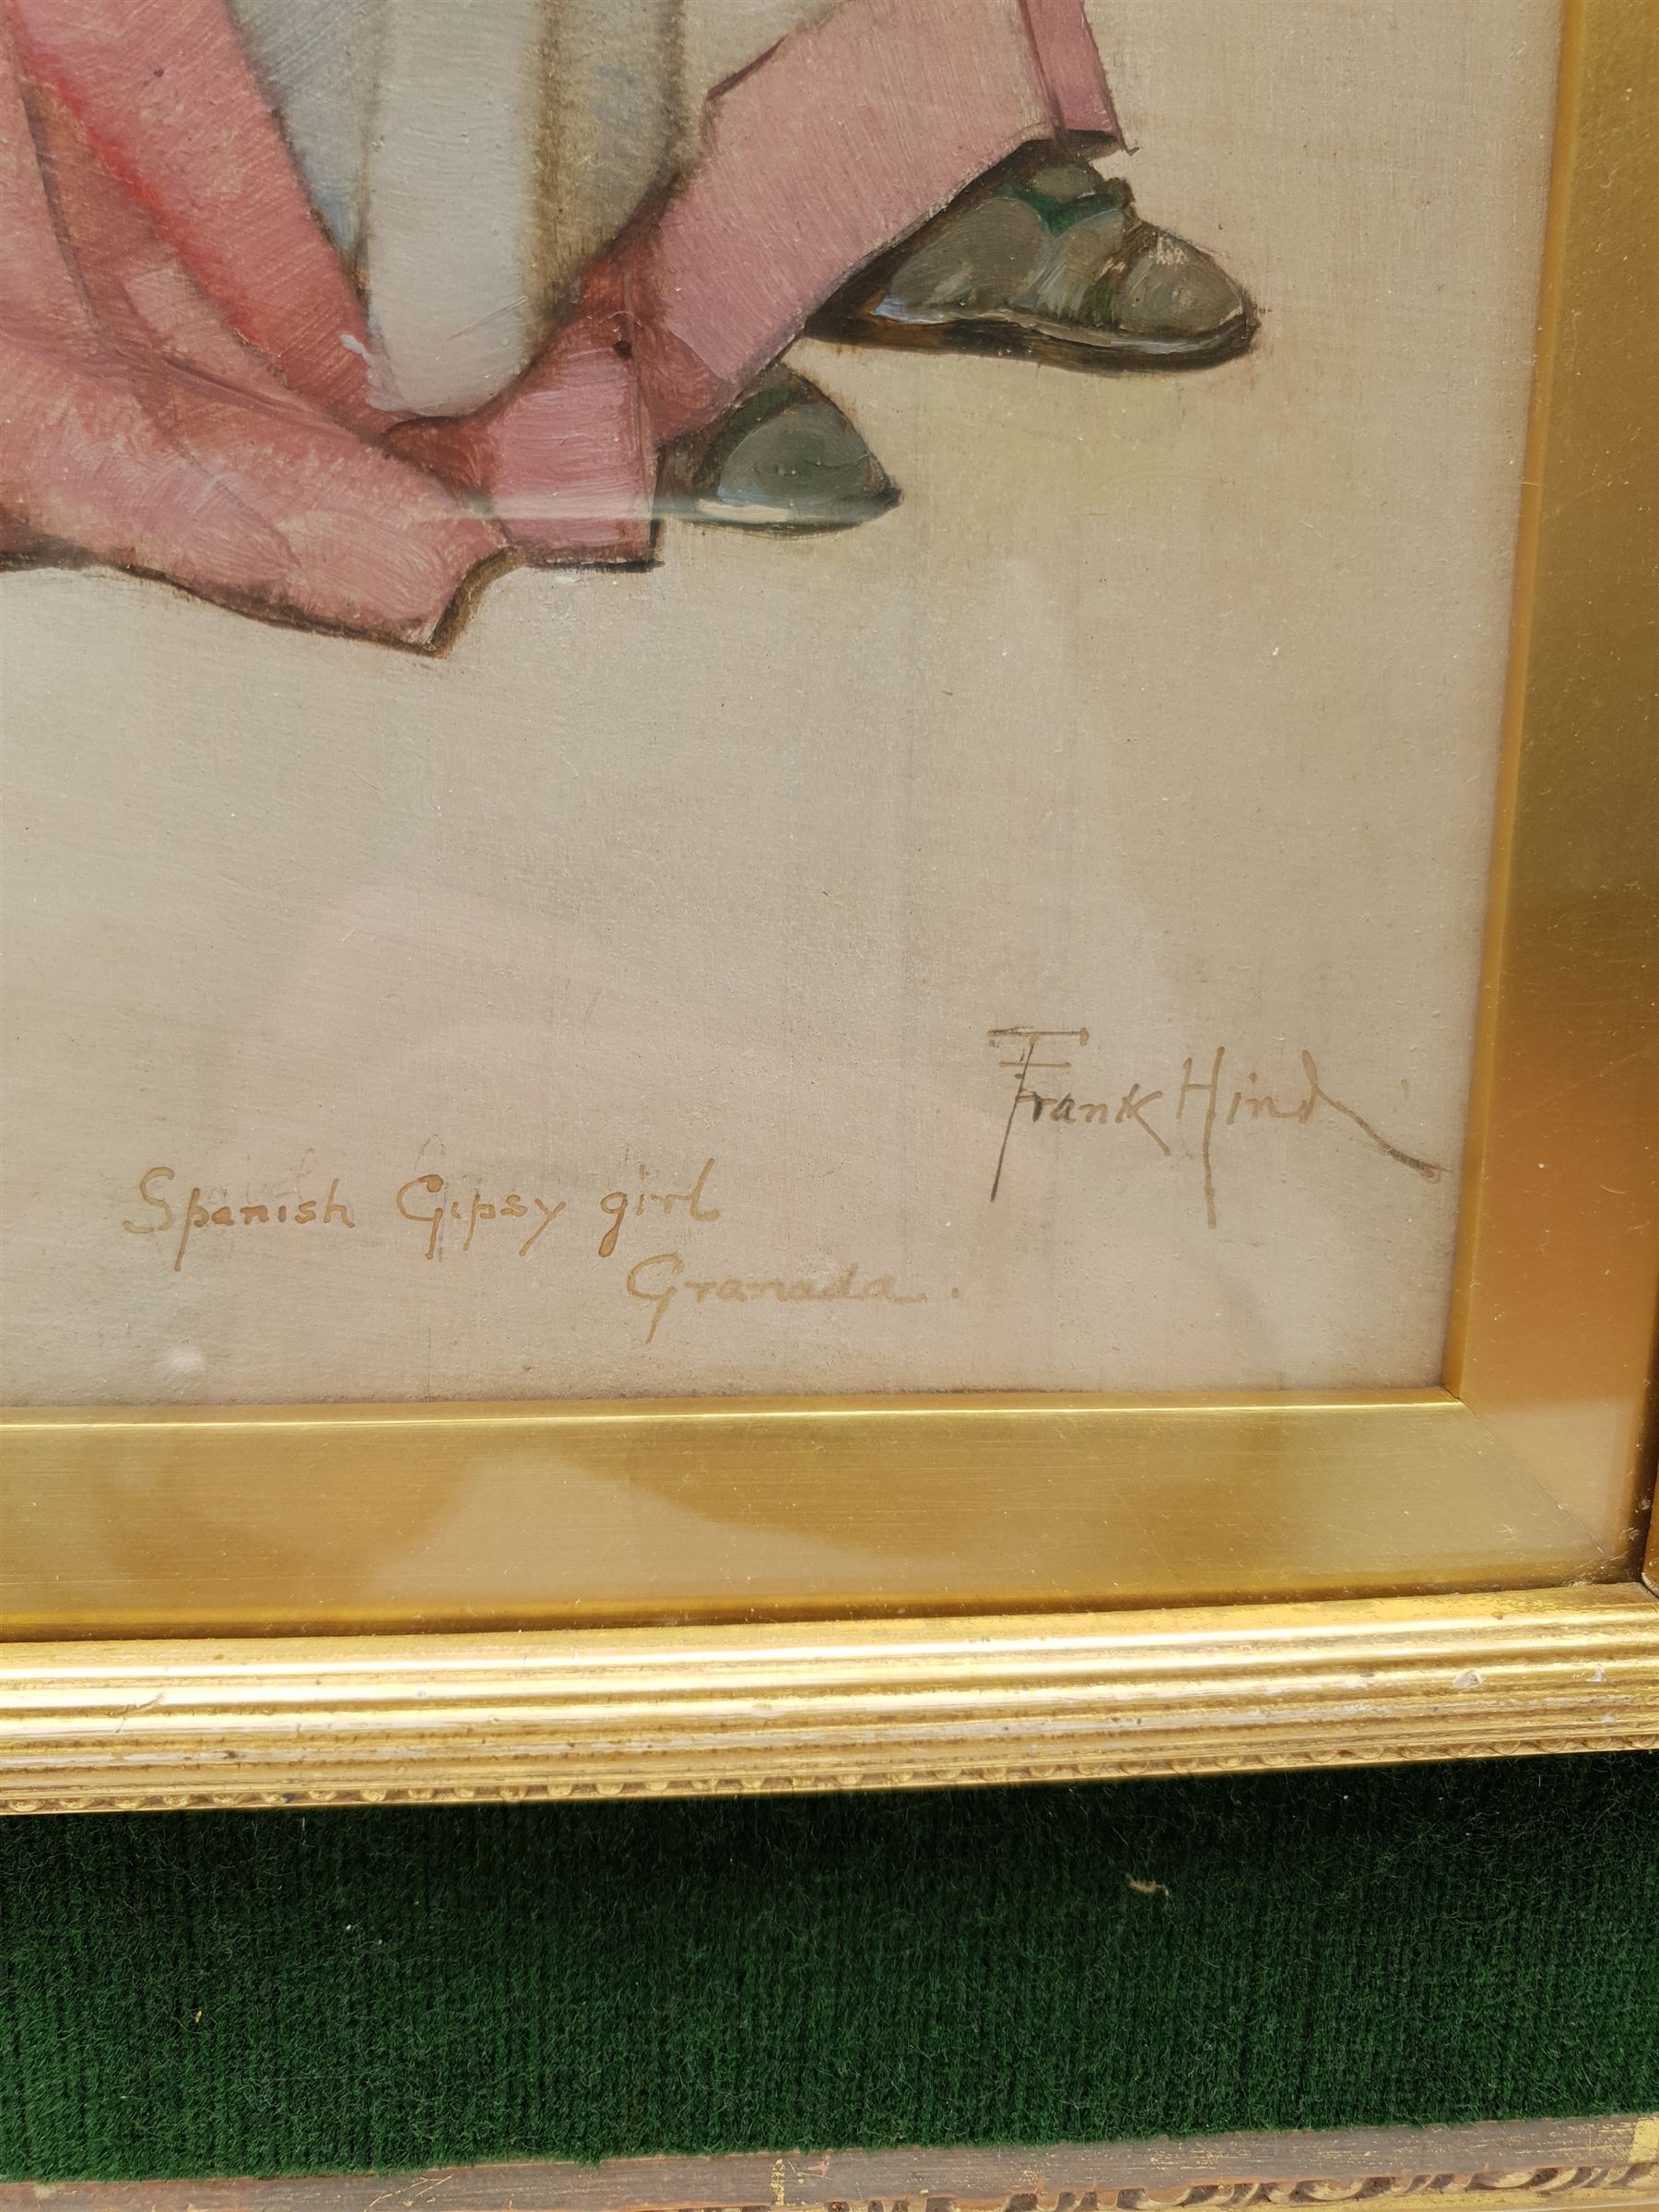 Frank Hind
Spanish Gipsy girl
Granada.